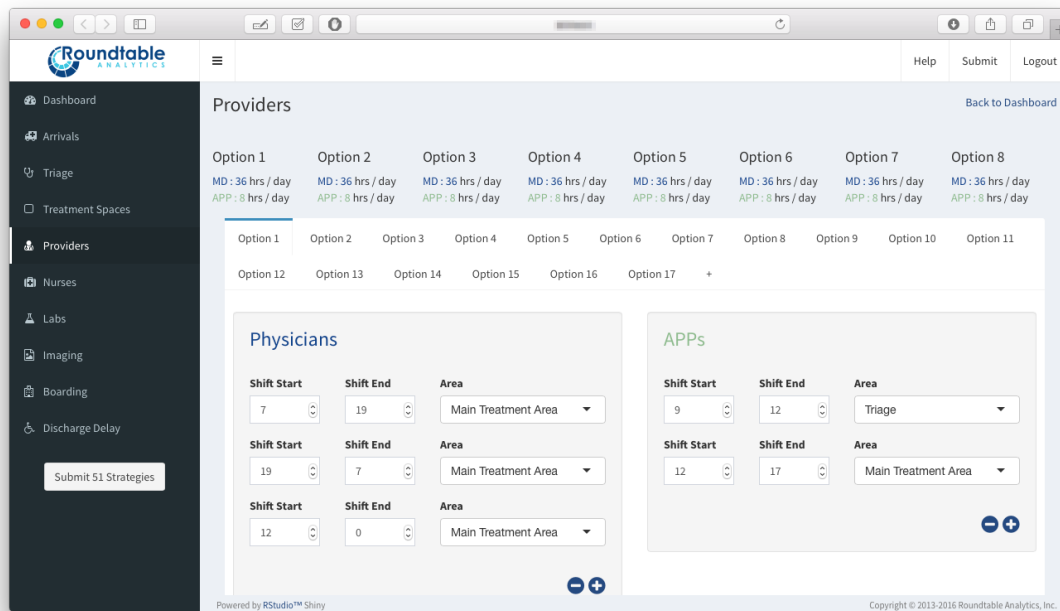 Roundtable
ANALYTICS
Help Submit Logout
Dashboard
Arrivals
Triage
Treatment Spaces
Providers
Nurses
Labs
Imaging
Boarding
Discharge Delay
Submit 51 Strategies
Providers
Back to Dashboard
Option 1 Option 2 Option 3 Option 4 Option 5 Option 6 Option 7 Option 8
MD : 36 hrs / day MD : 36 hrs / day MD : 36 hrs / day MD : 36 hrs / day MD : 36 hrs / day MD : 36 hrs / day MD : 36 hrs / day MD : 36 hrs / day
APP : 8 hrs / day APP : 8 hrs / day APP : 8 hrs / day APP : 8 hrs / day APP : 8 hrs / day APP : 8 hrs / day APP : 8 hrs / day APP : 8 hrs / day
Option 1 Option 2 Option 3 Option 4 Option 5 Option 6 Option 7 Option 8 Option 9 Option 10 Option 11
Option 12 Option 13 Option 14 Option 15 Option 16 Option 17 +
Physicians
Shift Start Shift End Area
7 19 Main Treatment Area
Shift Start Shift End Area
19 7 Main Treatment Area
Shift Start Shift End Area
12 0 Main Treatment Area
APPs
Shift Start Shift End Area
9 12 Triage
Shift Start Shift End Area
12 17 Main Treatment Area
Powered by RStudio™ Shiny
Copyright © 2013-2016 Roundtable Analytics, Inc.